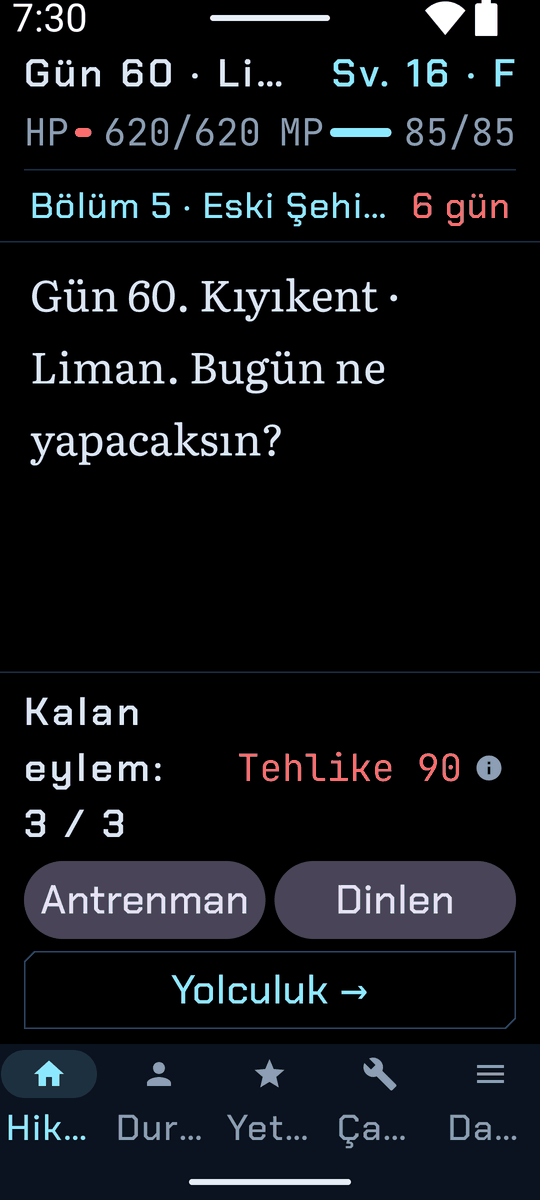 7:30
Gün 60 · Li... Sv. 16 · F
HP 620/620 MP 85/85
Bölüm 5 · Eski Şehi... 6 gün
Gün 60. Kıyıkent ·
Liman. Bugün ne
yapacaksın?
Kalan
eylem:
3 / 3
Tehlike 90
Antrenman Dinlen
Yolculuk →
Hik... Dur... Yet... Ça... Da...